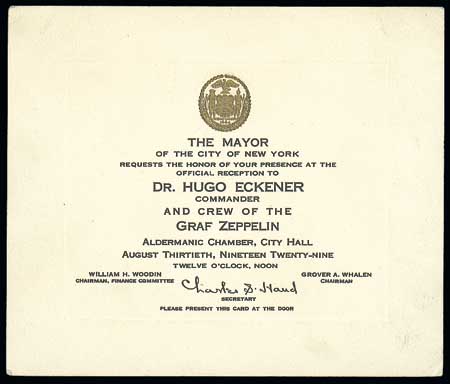 THE MAYOR
OF THE CITY OF NEW YORK
REQUESTS THE HONOR OF YOUR PRESENCE AT THE
OFFICIAL RECEPTION TO
DR. HUGO ECKENER
COMMANDER
AND CREW OF THE
GRAF ZEPPELIN
ALDERMANIC CHAMBER, CITY HALL
AUGUST THIRTIETH, NINETEEN TWENTY-NINE
TWELVE O'CLOCK, NOON
WILLIAM H. WOODIN GROVER A. WHALEN
CHAIRMAN, FINANCE COMMITTEE CHAIRMAN
Charles S. Hand
SECRETARY
PLEASE PRESENT THIS CARD AT THE DOOR